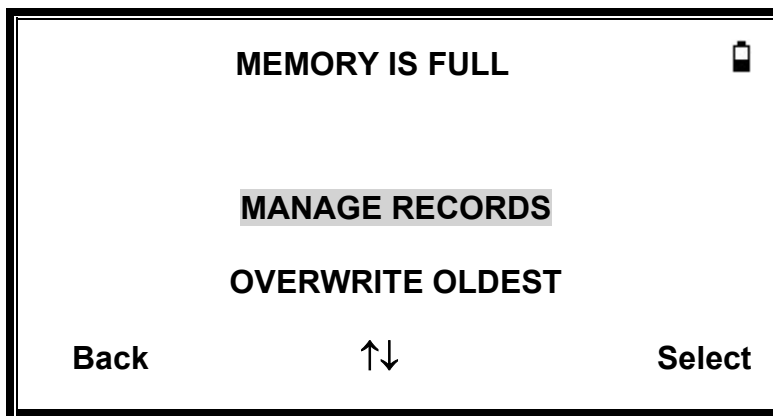 MEMORY IS FULL
MANAGE RECORDS
OVERWRITE OLDEST
Back ↑↓ Select